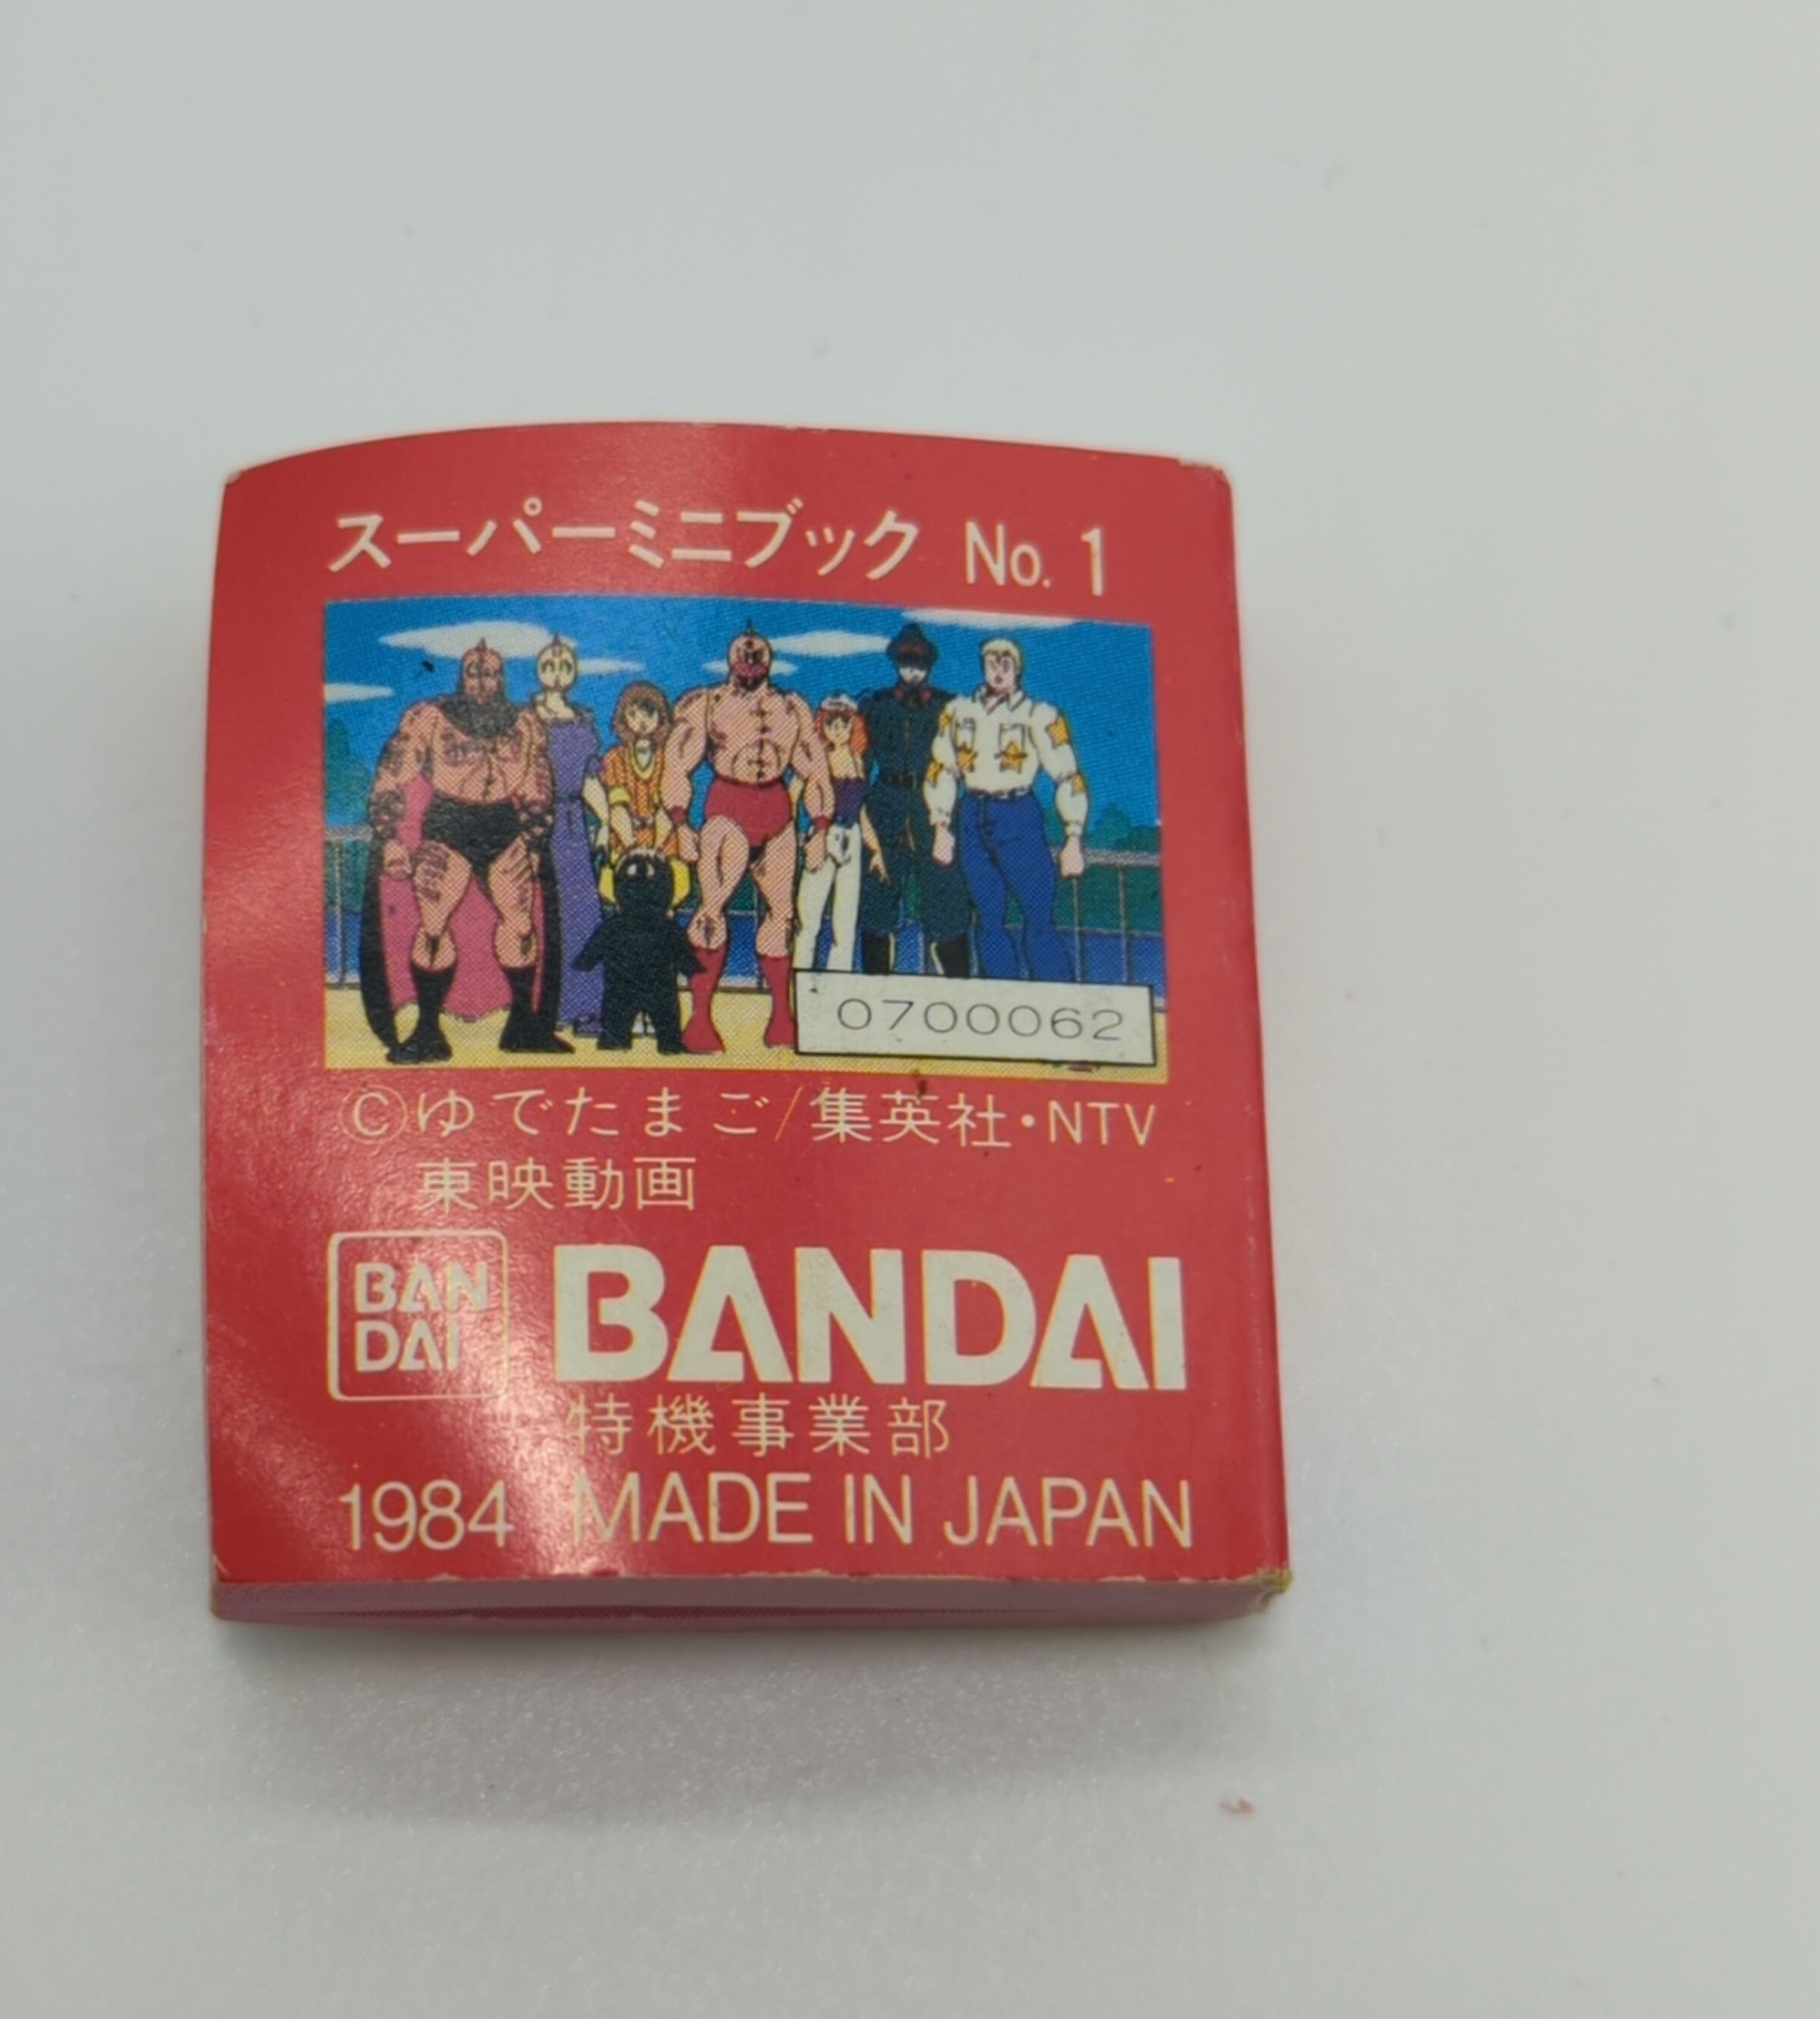 スーパーミニブック No. 1
0700062
Ⓒゆでたまご/集英社・NTV
東映動画
BAN
DAI
BANDAI
特機事業部
1984 MADE IN JAPAN